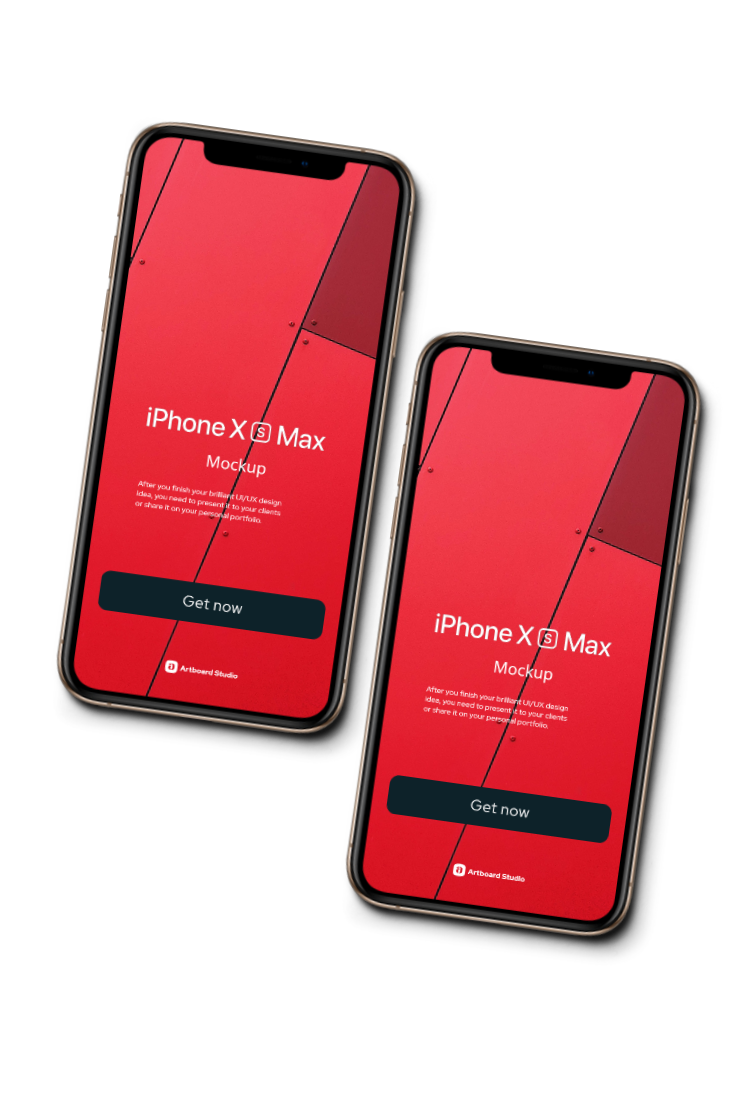 iPhone X S Max
Mockup
After you finish your brilliant UI/UX design
idea, you need to present it to your clients
or share it on your personal portfolio.
Get now
a Artboard Studio
iPhone X S Max
Mockup
After you finish your brilliant UI/UX design
idea, you need to present it to your clients
or share it on your personal portfolio.
Get now
a Artboard Studio